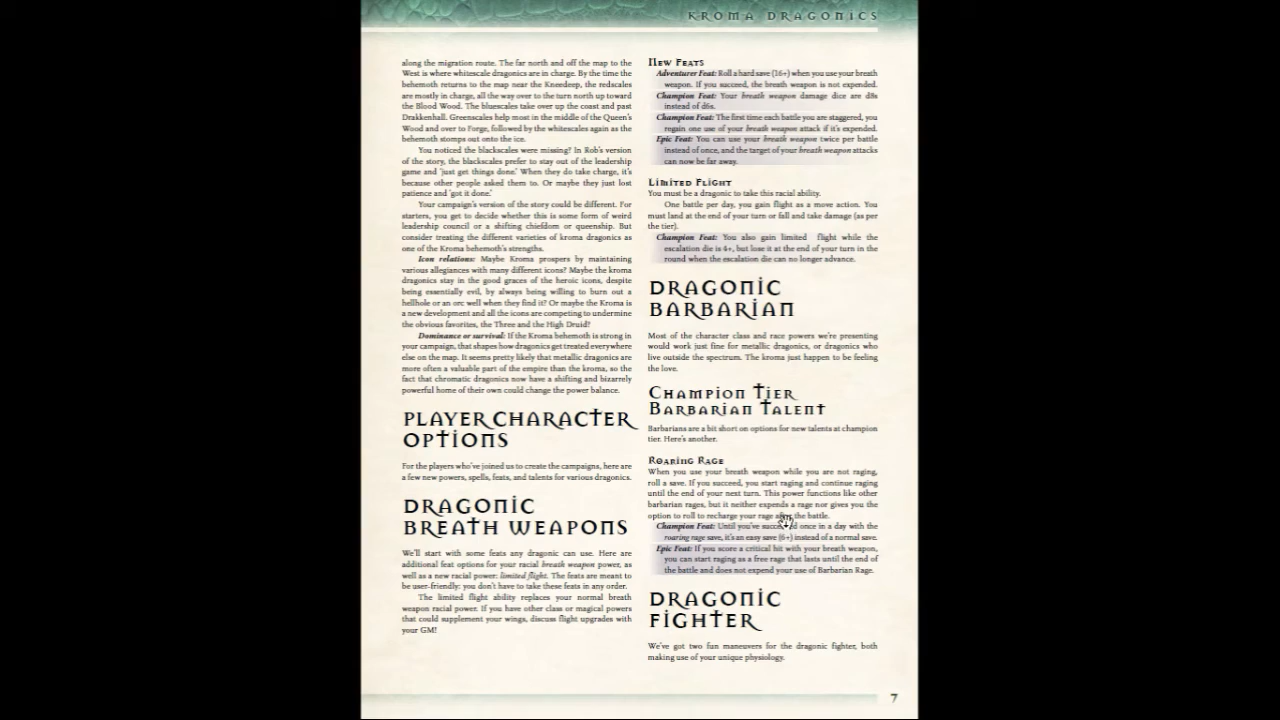 KROMA DRAGONICS
along the migration route. The far north and off the map to the
West is where whitescale dragonics are in charge. By the time the
behemoth returns to the map near the Kneedeep, the redscales
are mostly in charge, all the way over to the turn north up toward
the Blood Wood. The bluescales take over up the coast and past
Drakkenhall. Greenscales help most in the middle of the Queen's
Wood and over to Forge, followed by the whitescales again as the
behemoth stomps out onto the ice.
You noticed the blackscales were missing? In Rob's version
of the story, the blackscales prefer to stay out of the leadership
game and 'just get things done.' When they do take charge, it's
because other people asked them to. Or maybe they just lost
patience and 'got it done.'
Your campaign's version of the story could be different. For
starters, you get to decide whether this is some form of weird
leadership council or a shifting chiefdom or queenship. But
consider treating the different varieties of kroma dragonics as
one of the Kroma behemoth's strengths.
Icon relations: Maybe Kroma prospers by maintaining
various allegiances with many different icons? Maybe the kroma
dragonics stay in the good graces of the heroic icons, despite
being essentially evil, by always being willing to burn out a
hellhole or an orc well when they find it? Or maybe the Kroma is
a new development and all the icons are competing to undermine
the obvious favorites, the Three and the High Druid?
Dominance or survival: If the Kroma behemoth is strong in
your campaign, that shapes how dragonics get treated everywhere
else on the map. It seems pretty likely that metallic dragonics are
more often a valuable part of the empire than the kroma, so the
fact that chromatic dragonics now have a shifting and bizarrely
powerful home of their own could change the power balance.
PLAYER CHARACTER
OPTIONS
For the players who've joined us to create the campaigns, here are
a few new powers, spells, feats, and talents for various dragonics.
DRAGONIC
BREATH WEAPONS
We'll start with some feats any dragonic can use. Here are
additional feat options for your racial breath weapon power, as
well as a new racial power: limited flight. The feats are meant to
be user-friendly: you don't have to take these feats in any order.
The limited flight ability replaces your normal breath
weapon racial power. If you have other class or magical powers
that could supplement your wings, discuss flight upgrades with
your GM!
New Feats
Adventurer Feat: Roll a hard save (16+) when you use your breath
weapon. If you succeed, the breath weapon is not expended.
Champion Feat: Your breath weapon damage dice are d8s
instead of d6s.
Champion Feat: The first time each battle you are staggered, you
regain one use of your breath weapon attack if it's expended.
Epic Feat: You can use your breath weapon twice per battle
instead of once, and the target of your breath weapon attacks
can now be far away.
Limited Flight
You must be a dragonic to take this racial ability.
One battle per day, you gain flight as a move action. You
must land at the end of your turn or fall and take damage (as per
the tier).
Champion Feat: You also gain limited flight while the
escalation die is 4+, but lose it at the end of your turn in the
round when the escalation die can no longer advance.
DRAGONIC
BARBARIAN
Most of the character class and race powers we're presenting
would work just fine for metallic dragonics, or dragonics who
live outside the spectrum. The kroma just happen to be feeling
the love.
Champion Tier
Barbarian Talent
Barbarians are a bit short on options for new talents at champion
tier. Here's another.
Roaring Rage
When you use your breath weapon while you are not raging,
roll a save. If you succeed, you start raging and continue raging
until the end of your next turn. This power functions like other
barbarian rages, but it neither expends a rage nor gives you the
option to roll to recharge your rage after the battle.
Champion Feat: Until you've succeeded once in a day with the
roaring rage save, it's an easy save (6+) instead of a normal save.
Epic Feat: If you score a critical hit with your breath weapon,
you can start raging as a free rage that lasts until the end of
the battle and does not expend your use of Barbarian Rage.
DRAGONIC
FIGHTER
We've got two fun maneuvers for the dragonic fighter, both
making use of your unique physiology.
7